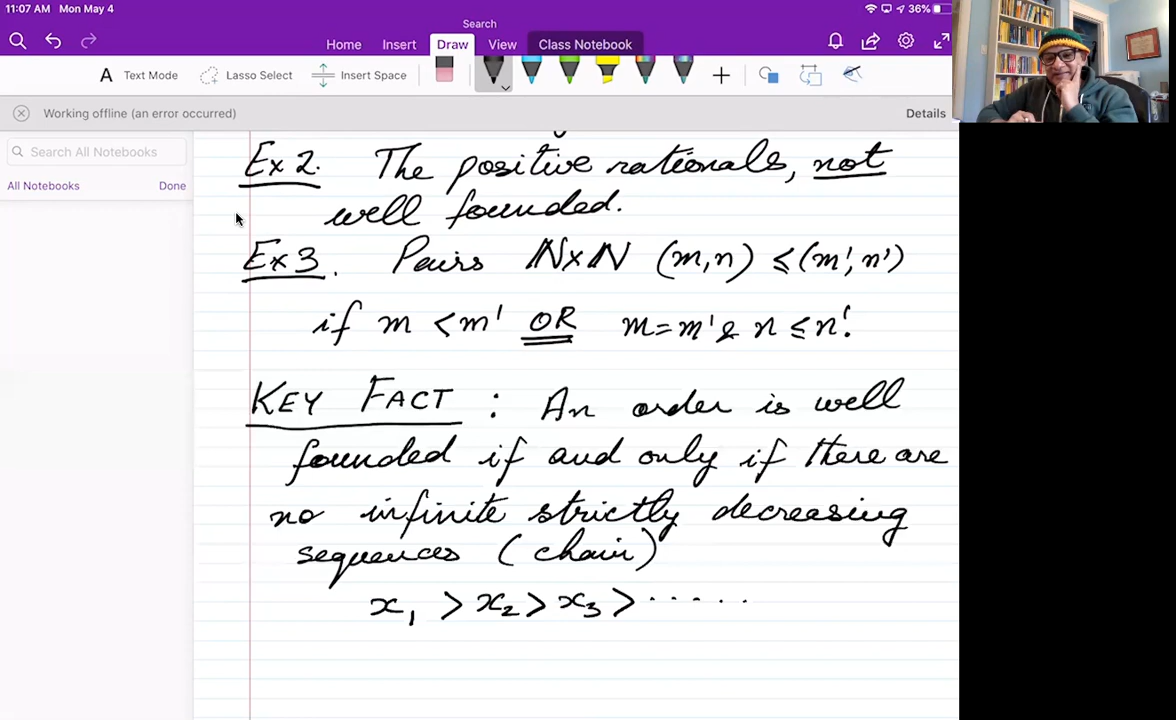 11:07 AM Mon May 4
36%
Search
Home Insert Draw View Class Notebook
Text Mode Lasso Select Insert Space
Working offline (an error occurred) Details
Search All Notebooks
All Notebooks Done
Ex 2. The positive rationals, not
well founded.
Ex 3. Pairs ℕ×ℕ (m,n) ≤ (m',n')
if m < m' OR m=m' & n ≤ n'.
KEY FACT : An order is well
founded if and only if there are
no infinite strictly decreasing
sequences (chain)
x₁ > x₂ > x₃ > ......